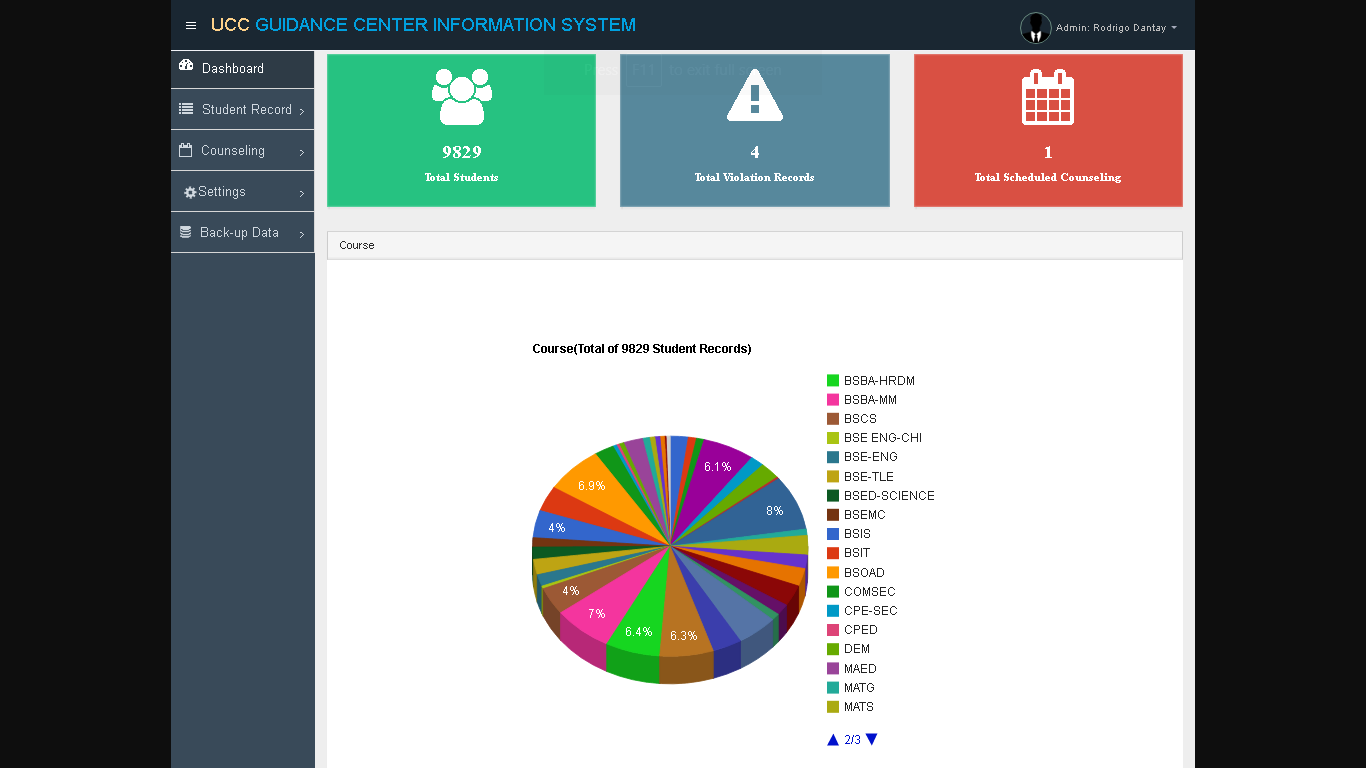 UCC GUIDANCE CENTER INFORMATION SYSTEM
Admin: Rodrigo Dantay
Dashboard
Student Record
Counseling
Settings
Back-up Data
Press F11 to exit full screen
9829
Total Students
4
Total Violation Records
1
Total Scheduled Counseling
Course
Course(Total of 9829 Student Records)
6.1%
8%
6.9%
4%
4%
7%
6.4%
6.3%
BSBA-HRDM
BSBA-MM
BSCS
BSE ENG-CHI
BSE-ENG
BSE-TLE
BSED-SCIENCE
BSEMC
BSIS
BSIT
BSOAD
COMSEC
CPE-SEC
CPED
DEM
MAED
MATG
MATS
2/3